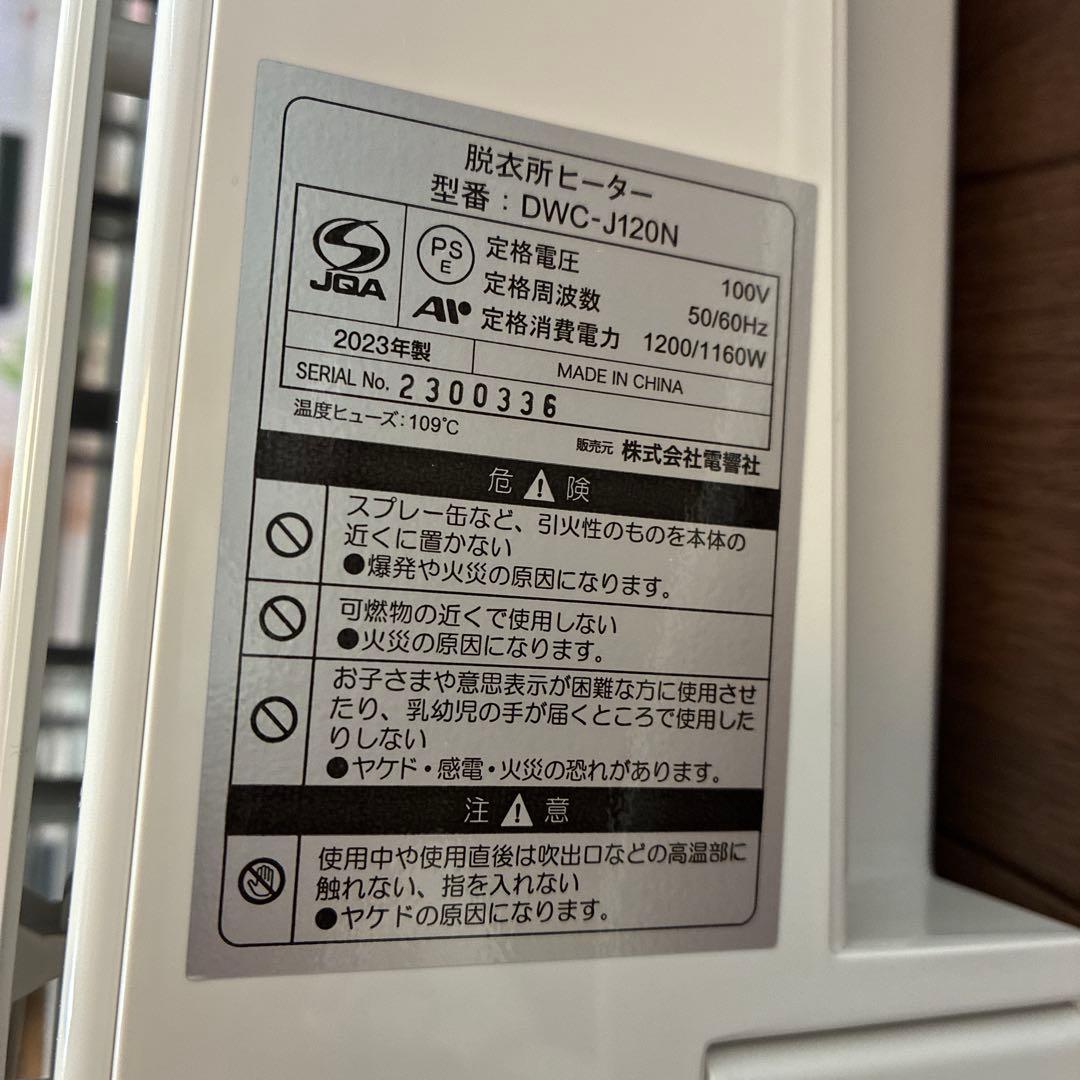 脱衣所ヒーター
型番：DWC-J120N
JQA
PS
E
定格電圧 100V
定格周波数 50/60Hz
定格消費電力 1200/1160W
2023年製 MADE IN CHINA
SERIAL No. 2300336
温度ヒューズ：109℃
販売元 株式会社電響社
危 険
スプレー缶など、引火性のものを本体の
近くに置かない
●爆発や火災の原因になります。
可燃物の近くで使用しない
●火災の原因になります。
お子さまや意思表示が困難な方に使用させ
たり、乳幼児の手が届くところで使用した
りしない
●ヤケド・感電・火災の恐れがあります。
注 意
使用中や使用直後は吹出口などの高温部に
触れない、指を入れない
●ヤケドの原因になります。